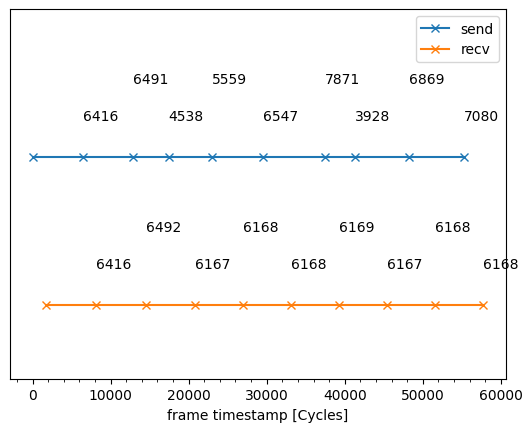 send
recv
6491 5559 7871 6869
6416 4538 6547 3928 7080
6492 6168 6169 6168
6416 6167 6168 6167 6168
0 10000 20000 30000 40000 50000 60000
frame timestamp [Cycles]